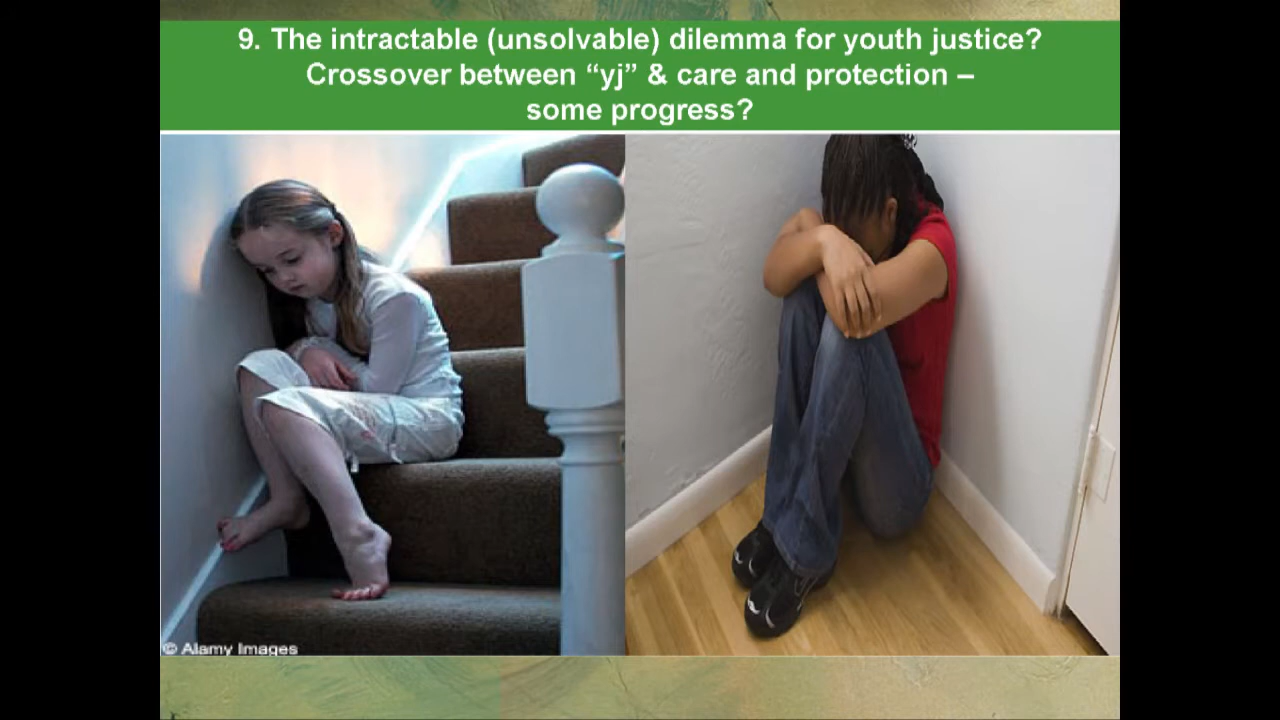 9. The intractable (unsolvable) dilemma for youth justice?
Crossover between “yj” & care and protection –
some progress?
© Alamy Images